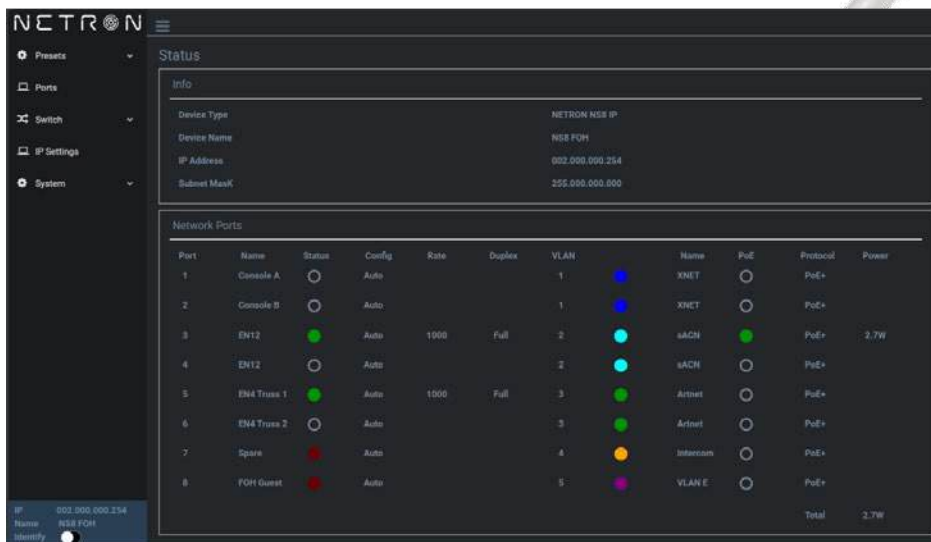 NETRON
Presets
Ports
Switch
IP Settings
System
IP 002.000.000.254
Name NS8 FOH
Identify
Status
Info
Device Type NETRON NS8 IP
Device Name NS8 FOH
IP Address 002.000.000.254
Subnet MasK 255.000.000.000
Network Ports
Port Name Status Config Rate Duplex VLAN Name PoE Protocol Power
1 Console A Auto 1 XNET PoE+
2 Console B Auto 1 XNET PoE+
3 EN12 Auto 1000 Full 2 sACN PoE+ 2.7W
4 EN12 Auto 2 sACN PoE+
5 EN4 Truss 1 Auto 1000 Full 3 Artnet PoE+
6 EN4 Truss 2 Auto 3 Artnet PoE+
7 Spare Auto 4 Intercom PoE+
8 FOH Guest Auto 5 VLAN E PoE+
Total 2.7W